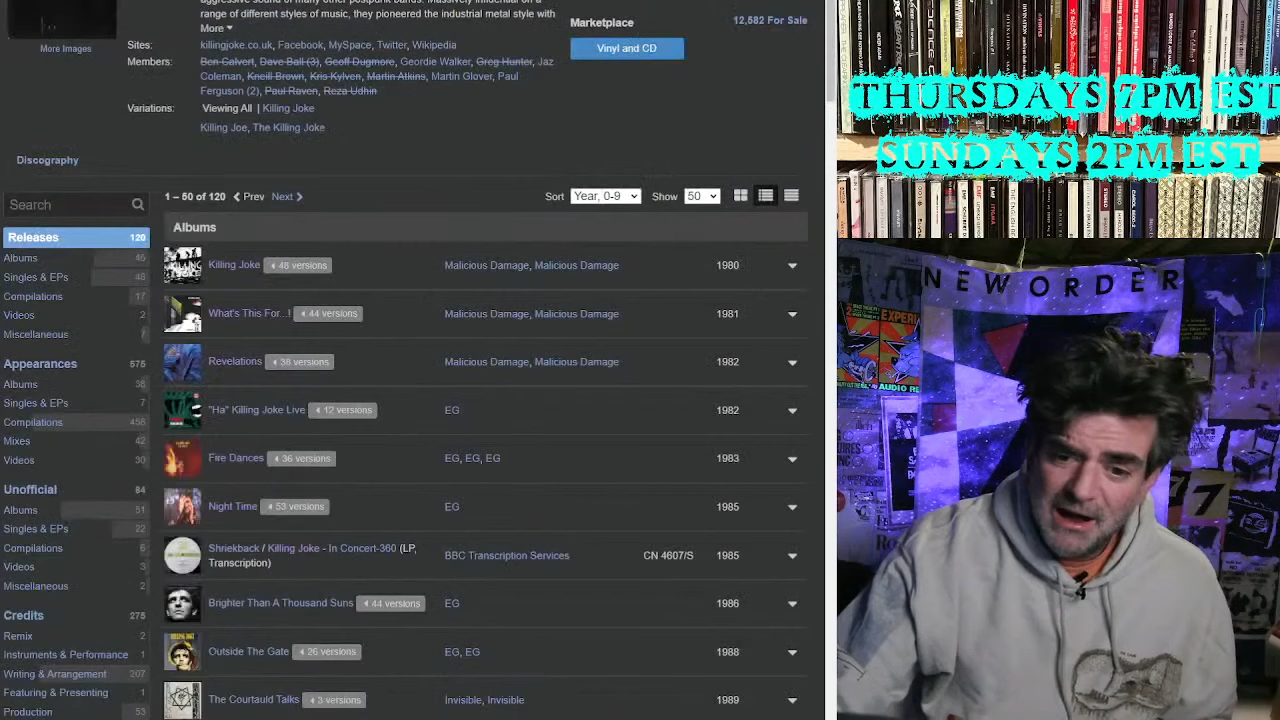 aggressive sound of many other postpunk bands. Massively influential on a
range of different styles of music, they pioneered the industrial metal style with
More
More Images
Sites: killingjoke.co.uk, Facebook, MySpace, Twitter, Wikipedia
Members: Ben Calvert, Dave Ball (3), Geoff Dugmore, Geordie Walker, Greg Hunter, Jaz
Coleman, Kneill Brown, Kris Kylven, Martin Atkins, Martin Glover, Paul
Ferguson (2), Paul Raven, Reza Udhin
Variations: Viewing All | Killing Joke
Killing Joe, The Killing Joke
Marketplace
12,582 For Sale
Vinyl and CD
Discography
Search
1 – 50 of 120 Prev Next
Sort Year, 0-9 Show 50
Releases 120
Albums 46
Singles & EPs 48
Compilations 17
Videos 2
Miscellaneous
Appearances 575
Albums 38
Singles & EPs 7
Compilations 458
Mixes 42
Videos 30
Unofficial 84
Albums 51
Singles & EPs 22
Compilations 6
Videos 3
Miscellaneous 2
Credits 275
Remix 2
Instruments & Performance 1
Writing & Arrangement 207
Featuring & Presenting 1
Production 53
Albums
Killing Joke 48 versions Malicious Damage, Malicious Damage 1980
What's This For...! 44 versions Malicious Damage, Malicious Damage 1981
Revelations 38 versions Malicious Damage, Malicious Damage 1982
"Ha" Killing Joke Live 12 versions EG 1982
Fire Dances 36 versions EG, EG, EG 1983
Night Time 53 versions EG 1985
Shriekback / Killing Joke - In Concert-360 (LP, BBC Transcription Services CN 4607/S 1985
Transcription)
Brighter Than A Thousand Suns 44 versions EG 1986
Outside The Gate 26 versions EG, EG 1988
The Courtauld Talks 3 versions Invisible, Invisible 1989
THURSDAYS 7PM EST
SUNDAYS 2PM EST
NEW ORDER
EXPERI
AUDIO RE
77